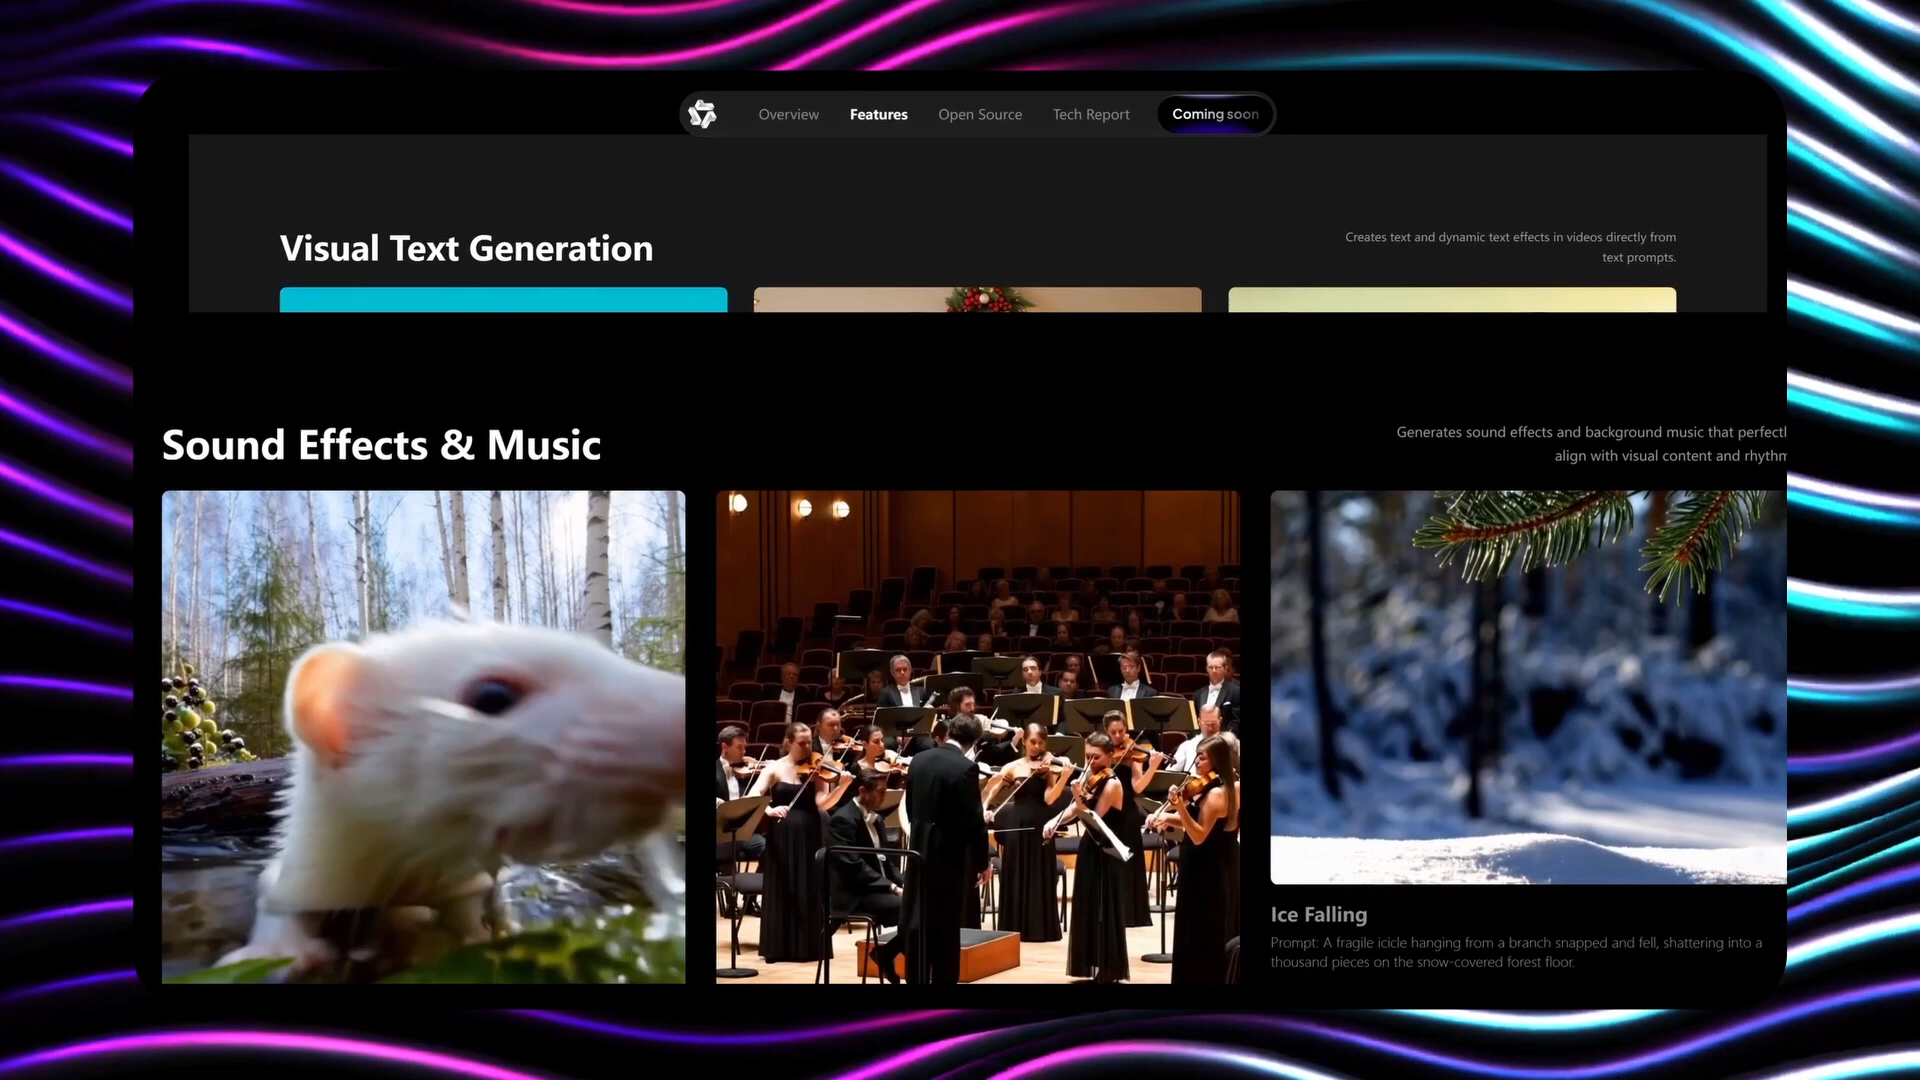 Overview Features Open Source Tech Report Coming soon
Visual Text Generation
Creates text and dynamic text effects in videos directly from
text prompts.
Sound Effects & Music
Generates sound effects and background music that perfectl
align with visual content and rhythm
Ice Falling
Prompt: A fragile icicle hanging from a branch snapped and fell, shattering into a
thousand pieces on the snow-covered forest floor.